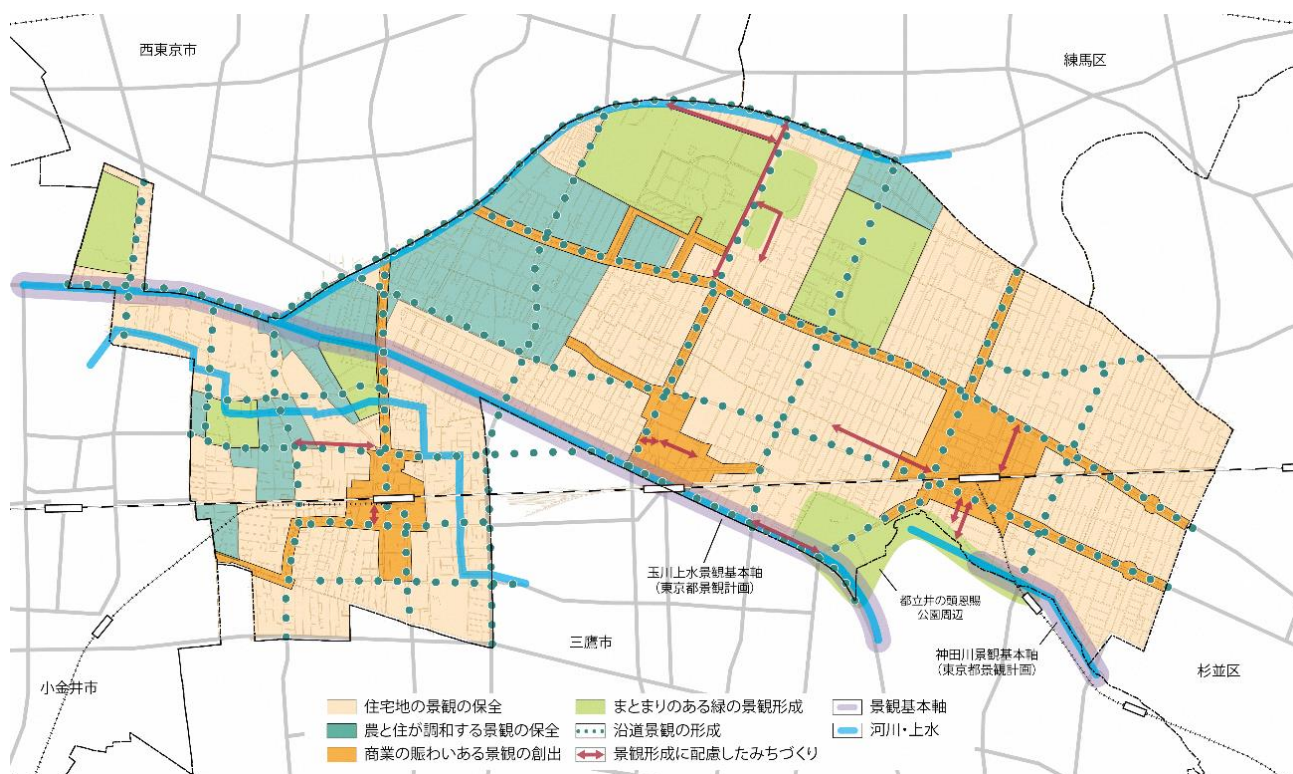 西東京市
練馬区
玉川上水景観基本軸
(東京都景観計画)
都立井の頭恩賜
公園周辺
神田川景観基本軸
(東京都景観計画)
三鷹市
杉並区
小金井市
住宅地の景観の保全
農と住が調和する景観の保全
商業の賑わいある景観の創出
まとまりのある緑の景観形成
沿道景観の形成
景観形成に配慮したみちづくり
景観基本軸
河川・上水